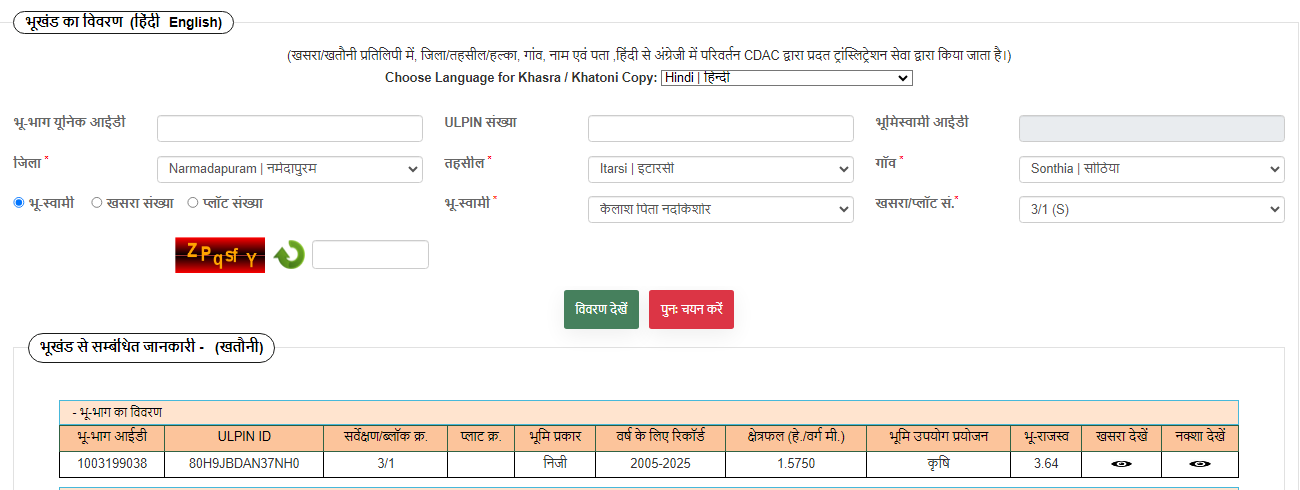 भूखंड का विवरण (हिंदी English)
(खसरा/खतौनी प्रतिलिपी में, जिला/तहसील/हल्का, गांव, नाम एवं पता ,हिंदी से अंग्रेजी में परिवर्तन CDAC द्वारा प्रदत ट्रांस्लिट्रेशन सेवा द्वारा किया जाता है।)
Choose Language for Khasra / Khatoni Copy: Hindi | हिन्दी
भू-भाग यूनिक आईडी ULPIN संख्या भूमिस्वामी आईडी
जिला * Narmadapuram | नर्मदापुरम तहसील * Itarsi | इटारसी गाँव * Sonthia | सोंठिया
भू-स्वामी खसरा संख्या प्लॉट संख्या भू-स्वामी * कैलाश पिता नंदकिशोर खसरा/प्लॉट सं.* 3/1 (S)
ZPqsfY
विवरण देखें पुनः चयन करें
भूखंड से सम्बंधित जानकारी - (खतौनी)
- भू-भाग का विवरण
भू-भाग आईडी ULPIN ID सर्वेक्षण/ब्लॉक क्र. प्लाट क्र. भूमि प्रकार वर्ष के लिए रिकॉर्ड क्षेत्रफल (हे./वर्ग मी.) भूमि उपयोग प्रयोजन भू-राजस्व खसरा देखें नक्शा देखें
1003199038 80H9JBDAN37NH0 3/1 निजी 2005-2025 1.5750 कृषि 3.64